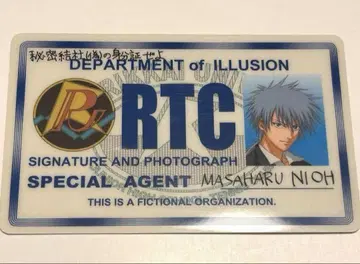 秘密結社(偽)の身分証せよ
DEPARTMENT of ILLUSION
RTC
SIGNATURE AND PHOTOGRAPH
SPECIAL AGENT MASAHARU NIOH
THIS IS A FICTIONAL ORGANIZATION.